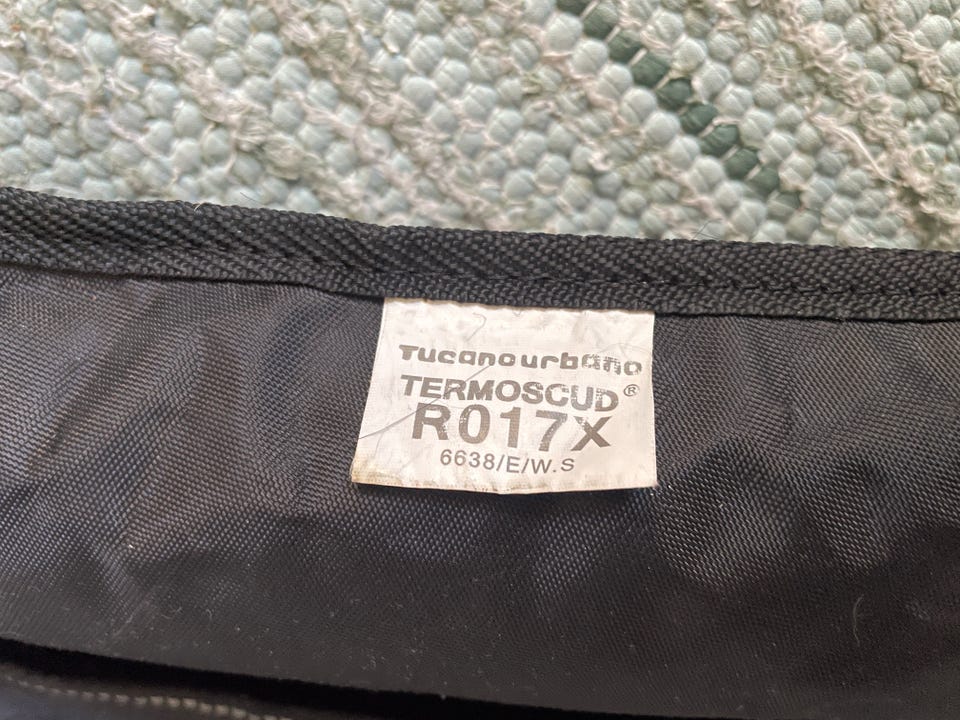 Tucanourbano
TERMOSCUD®
R017X
6638/E/W.S